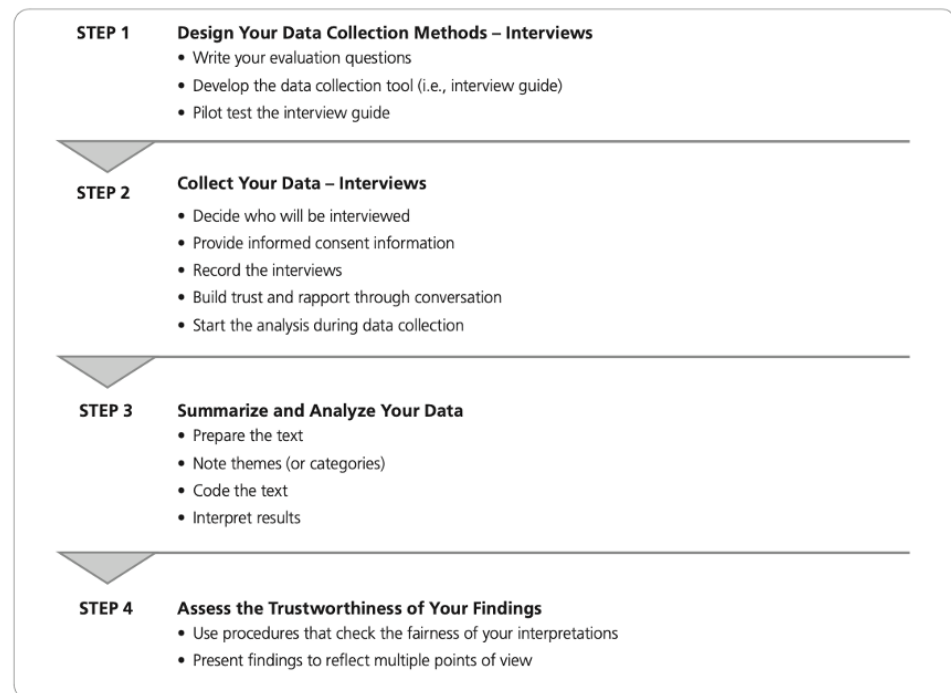 STEP 1 Design Your Data Collection Methods – Interviews
• Write your evaluation questions
• Develop the data collection tool (i.e., interview guide)
• Pilot test the interview guide
STEP 2 Collect Your Data – Interviews
• Decide who will be interviewed
• Provide informed consent information
• Record the interviews
• Build trust and rapport through conversation
• Start the analysis during data collection
STEP 3 Summarize and Analyze Your Data
• Prepare the text
• Note themes (or categories)
• Code the text
• Interpret results
STEP 4 Assess the Trustworthiness of Your Findings
• Use procedures that check the fairness of your interpretations
• Present findings to reflect multiple points of view